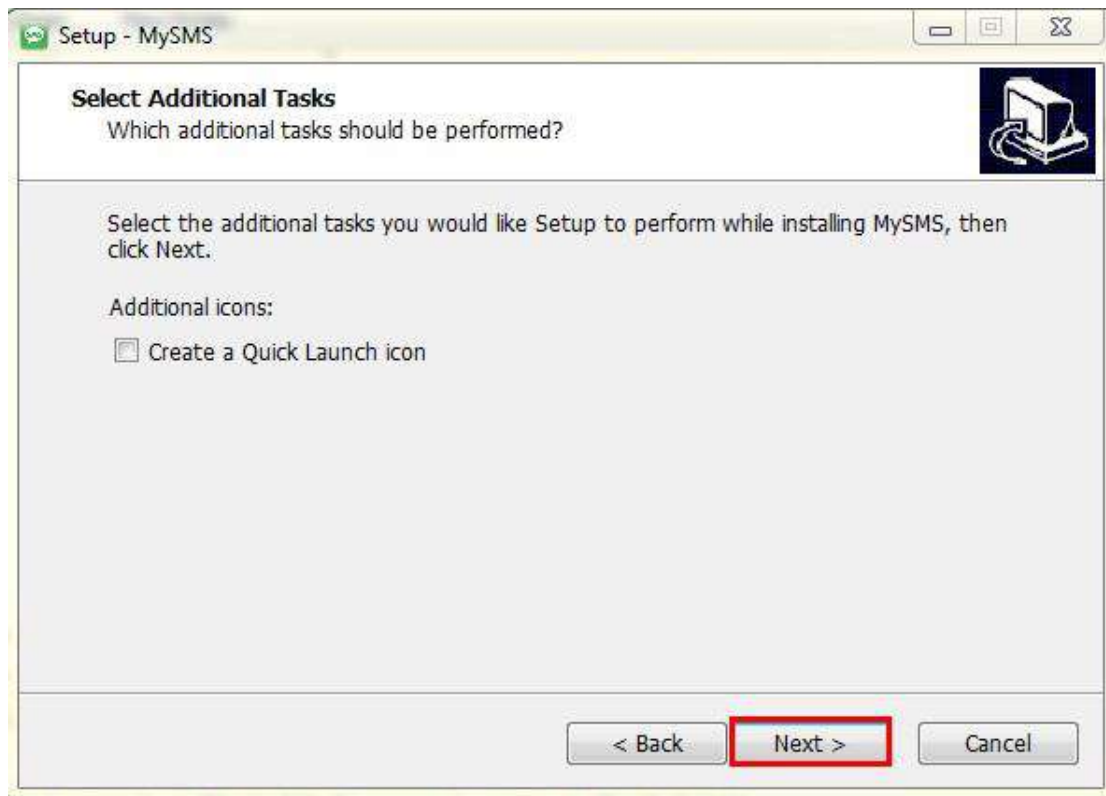 Setup - MySMS
Select Additional Tasks
Which additional tasks should be performed?
Select the additional tasks you would like Setup to perform while installing MySMS, then
click Next.
Additional icons:
Create a Quick Launch icon
< Back Next > Cancel